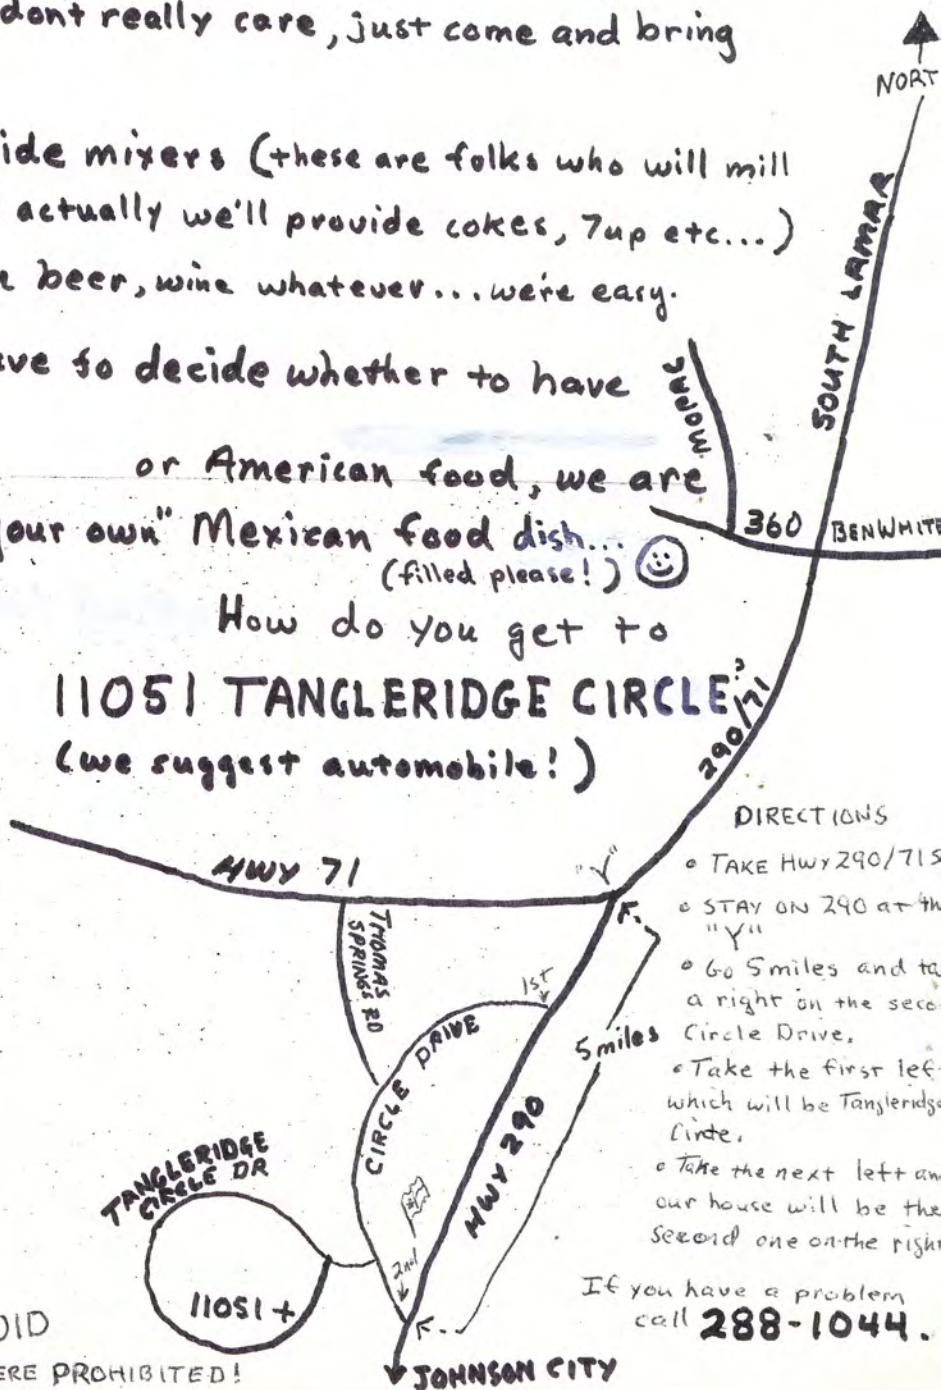 dont really care, just come and bring
NORT
ide mixers (these are folks who will mill
actually we'll provide cokes, 7up etc...)
beer, wine whatever... we're easy.
ve to decide whether to have
or American food, we are
our own" Mexican food dish...
(filled please!)
How do you get to
11051 TANGLERIDGE CIRCLE?
(we suggest automobile!)
SOUTH LAMAR
MOPAC
360
BEN WHITE
290/71
HWY 71
"Y"
THOMAS
SPRINGS RD
1st
CIRCLE DRIVE
5 miles
HWY 290
TANGLERIDGE
CIRCLE DR
11051 +
2nd
JOHNSON CITY
DIRECTIONS
• TAKE HWY 290/71 S
• STAY ON 290 AT th
"Y"
• Go 5 miles and ta
a right on the seco
Circle Drive.
• Take the first lef
which will be Tangleridge
Circle.
• Take the next left an
our house will be the
second one on the right
If you have a problem
call 288-1044.
OID
ERE PROHIBITED!